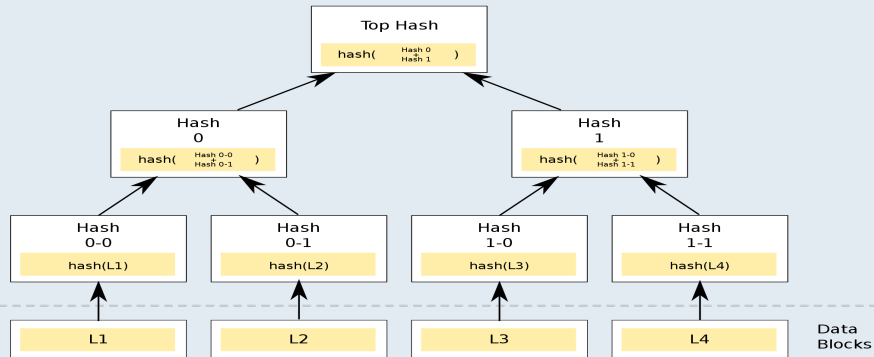 Top Hash
hash( Hash 0 + Hash 1 )
Hash
0
hash( Hash 0-0 + Hash 0-1 )
Hash
1
hash( Hash 1-0 + Hash 1-1 )
Hash
0-0
hash(L1)
Hash
0-1
hash(L2)
Hash
1-0
hash(L3)
Hash
1-1
hash(L4)
L1
L2
L3
L4
Data
Blocks